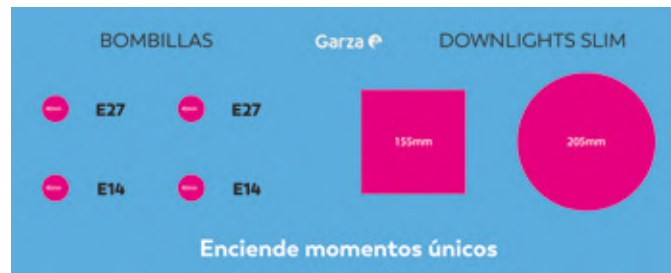 BOMBILLAS
Garza
DOWNLIGHTS SLIM
E27
E27
155mm
205mm
E14
E14
Enciende momentos únicos